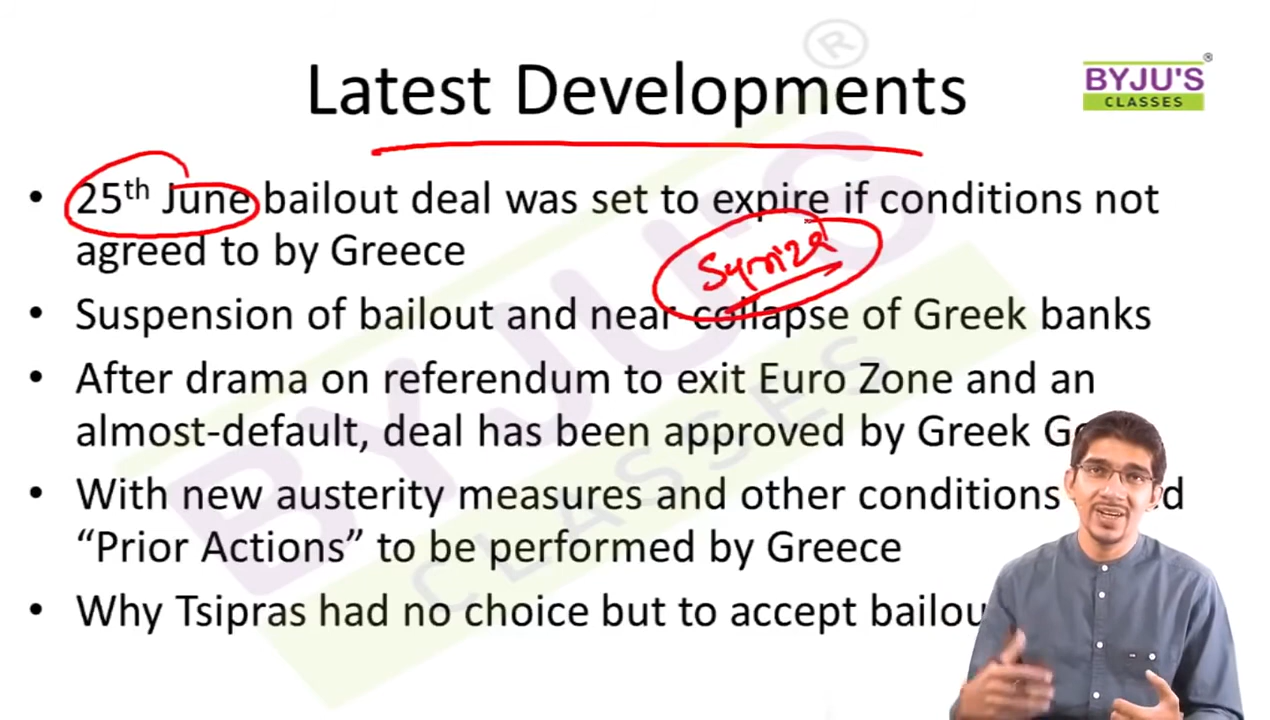 Latest Developments
BYJU'S
CLASSES
• 25th June bailout deal was set to expire if conditions not
agreed to by Greece
Syriza
• Suspension of bailout and near collapse of Greek banks
• After drama on referendum to exit Euro Zone and an
almost-default, deal has been approved by Greek
• With new austerity measures and other conditions
“Prior Actions” to be performed by Greece
• Why Tsipras had no choice but to accept
BYJU'S
CLASSES
®